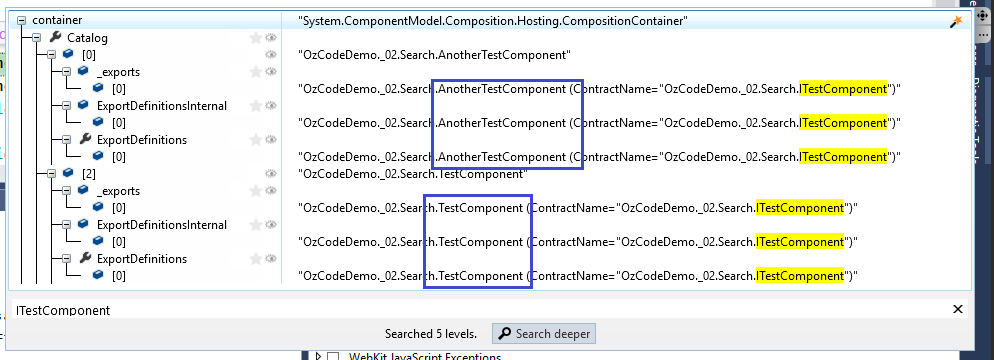 container "System.ComponentModel.Composition.Hosting.CompositionContainer"
Catalog
[0] "OzCodeDemo._02.Search.AnotherTestComponent"
_exports
[0] "OzCodeDemo._02.Search.AnotherTestComponent (ContractName="OzCodeDemo._02.Search.ITestComponent")"
ExportDefinitionsInternal
[0] "OzCodeDemo._02.Search.AnotherTestComponent (ContractName="OzCodeDemo._02.Search.ITestComponent")"
ExportDefinitions
[0] "OzCodeDemo._02.Search.AnotherTestComponent (ContractName="OzCodeDemo._02.Search.ITestComponent")"
[2] "OzCodeDemo._02.Search.TestComponent"
_exports
[0] "OzCodeDemo._02.Search.TestComponent (ContractName="OzCodeDemo._02.Search.ITestComponent")"
ExportDefinitionsInternal
[0] "OzCodeDemo._02.Search.TestComponent (ContractName="OzCodeDemo._02.Search.ITestComponent")"
ExportDefinitions
[0] "OzCodeDemo._02.Search.TestComponent (ContractName="OzCodeDemo._02.Search.ITestComponent")"
ITestComponent
Searched 5 levels. Search deeper
WebKit JavaScript Exceptions